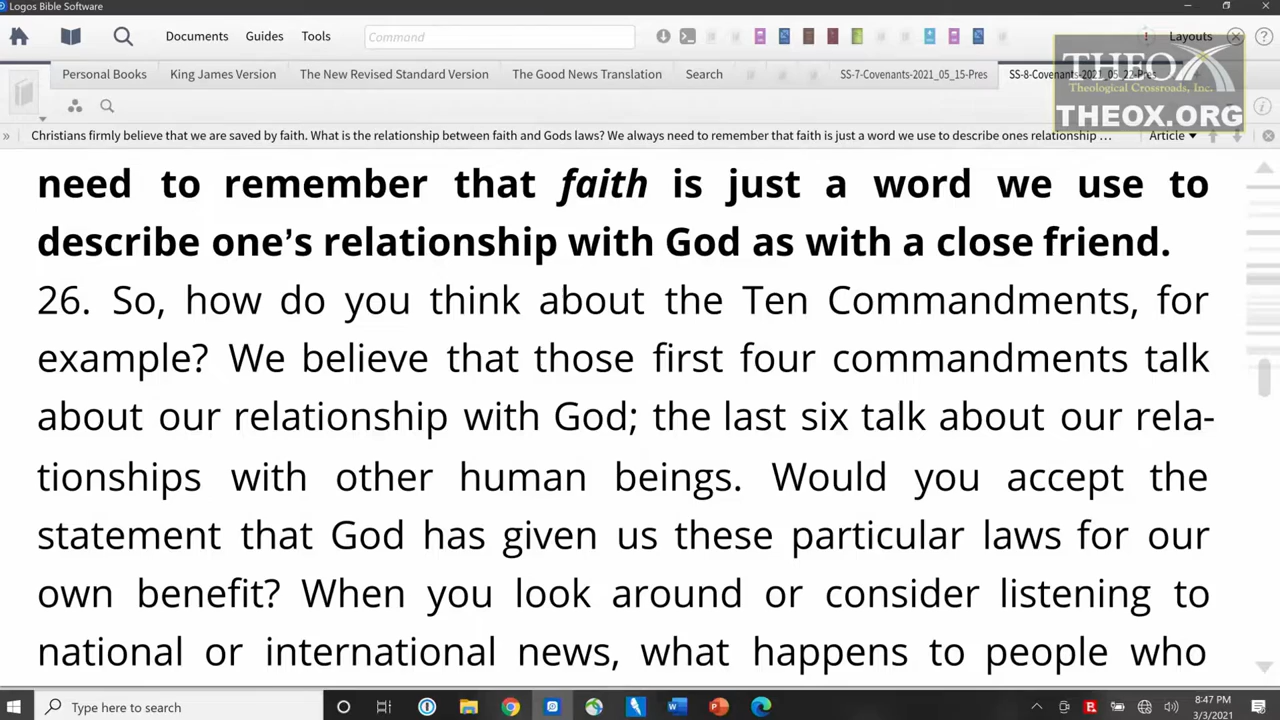 Logos Bible Software
Documents Guides Tools Command Layouts
Personal Books King James Version The New Revised Standard Version The Good News Translation Search SS-7-Covenants-2021_05_15-Pres SS-8-Covenants-2021_05_22-Pres
THEOX
Theological Crossroads, Inc.
THEOX.ORG
» Christians firmly believe that we are saved by faith. What is the relationship between faith and Gods laws? We always need to remember that faith is just a word we use to describe ones relationship ... Article
need to remember that faith is just a word we use to
describe one's relationship with God as with a close friend.
26. So, how do you think about the Ten Commandments, for
example? We believe that those first four commandments talk
about our relationship with God; the last six talk about our rela-
tionships with other human beings. Would you accept the
statement that God has given us these particular laws for our
own benefit? When you look around or consider listening to
national or international news, what happens to people who
Type here to search
8:47 PM
3/3/2021